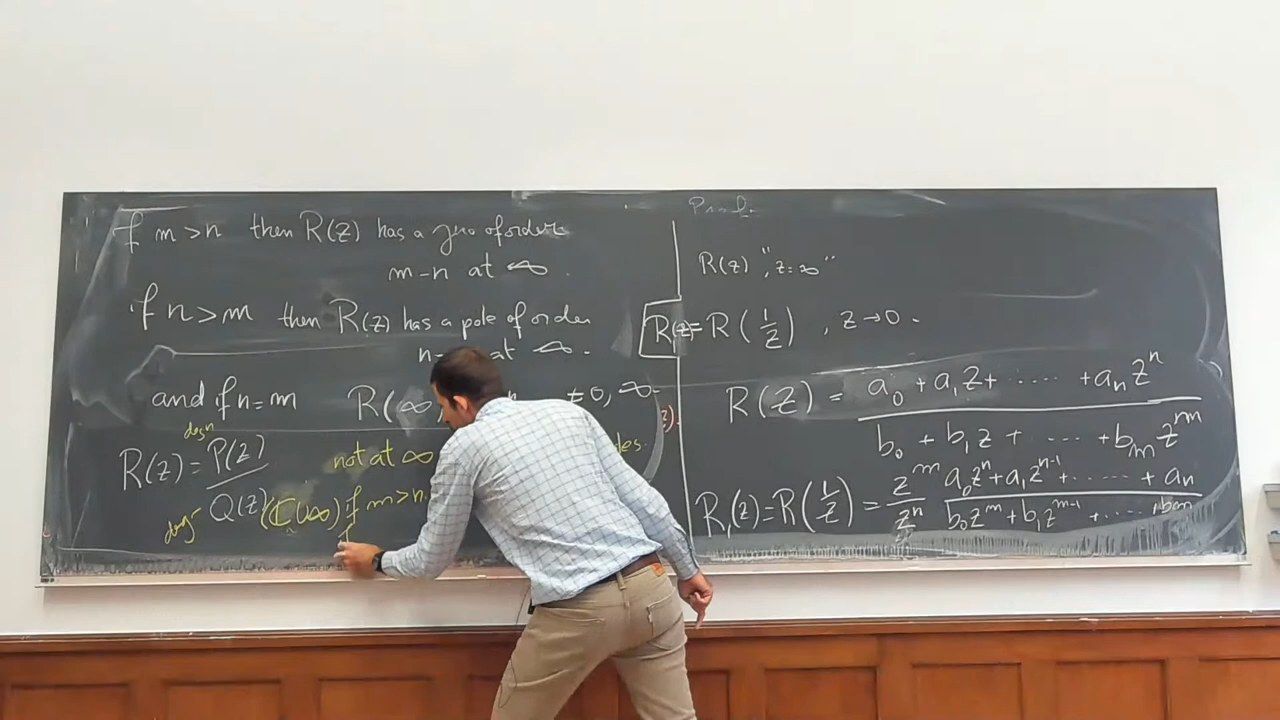 if m > n then R(z) has a zero of order
m-n at ∞.
if n > m then R(z) has a pole of order
n- at ∞.
and if n = m R(∞ ≠ 0, ∞.
R(z) = P(z) / Q(z)
deg n
deg
not at ∞
(ℂ∪∞) if m > n.
Proof.
R(z) "z=∞"
R(z) = R(1/z), z→0.
R(z) = (a₀ + a₁z + ...... + aₙzⁿ) / (b₀ + b₁z + ...... + bₘzᵐ)
R₁(z) = R(1/z) = zᵐ/zⁿ (a₀zⁿ + a₁zⁿ⁻¹ + ...... + aₙ) / (b₀zᵐ + b₁zᵐ⁻¹ + ...... + bₘ)